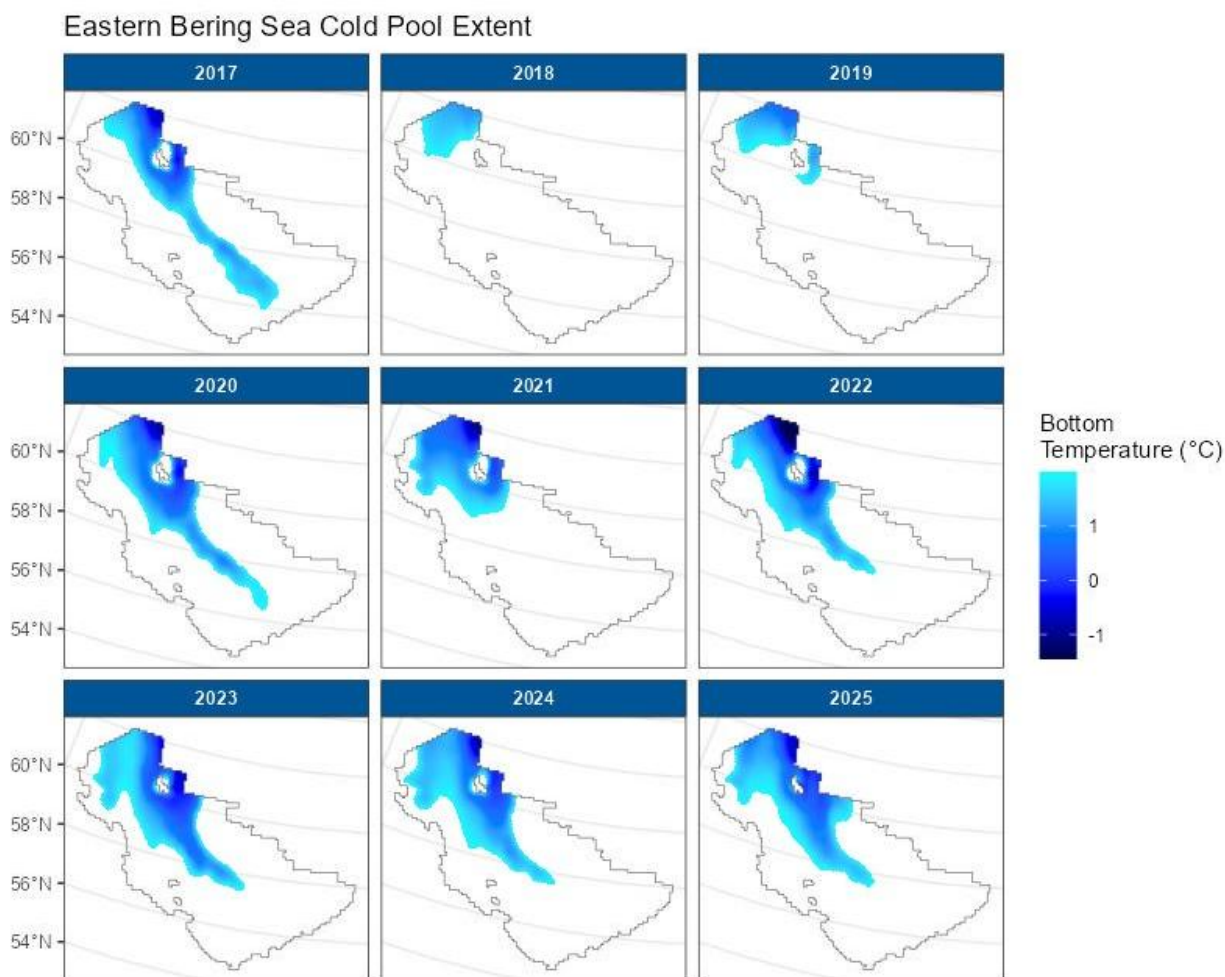 Eastern Bering Sea Cold Pool Extent
2017
2018
2019
60°N
58°N
56°N
54°N
2020
2021
2022
60°N
58°N
56°N
54°N
Bottom
Temperature (°C)
1
0
-1
2023
2024
2025
60°N
58°N
56°N
54°N